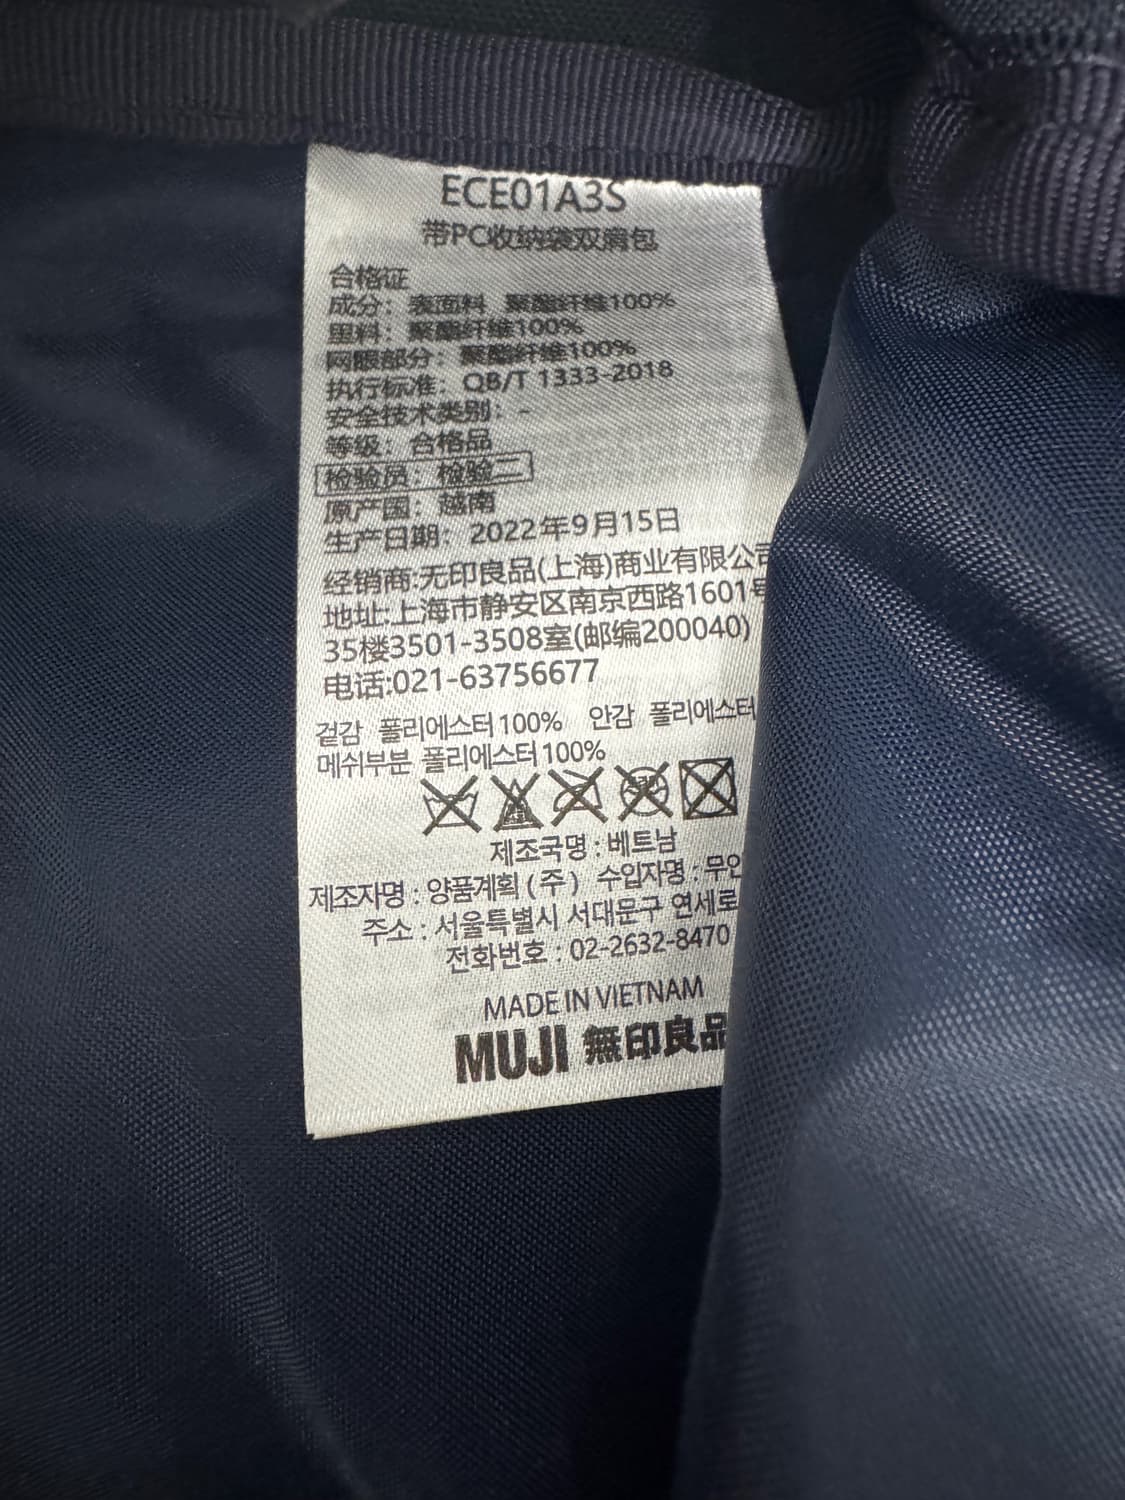 ECE01A3S
带PC收纳袋双肩包
合格证
成分：表面料 聚酯纤维100%
里料：聚酯纤维100%
网眼部分：聚酯纤维100%
执行标准：QB/T 1333-2018
安全技术类别：-
等级：合格品
检验员：检验二
原产国：越南
生产日期：2022年9月15日
经销商:无印良品(上海)商业有限公司
地址:上海市静安区南京西路1601号
35楼3501-3508室(邮编200040)
电话:021-63756677
겉감 폴리에스터100% 안감 폴리에스터
메쉬부분 폴리에스터100%
제조국명 : 베트남
제조자명 : 양품계획 (주) 수입자명 : 무인
주소 : 서울특별시 서대문구 연세로
전화번호 : 02-2632-8470
MADE IN VIETNAM
MUJI 無印良品